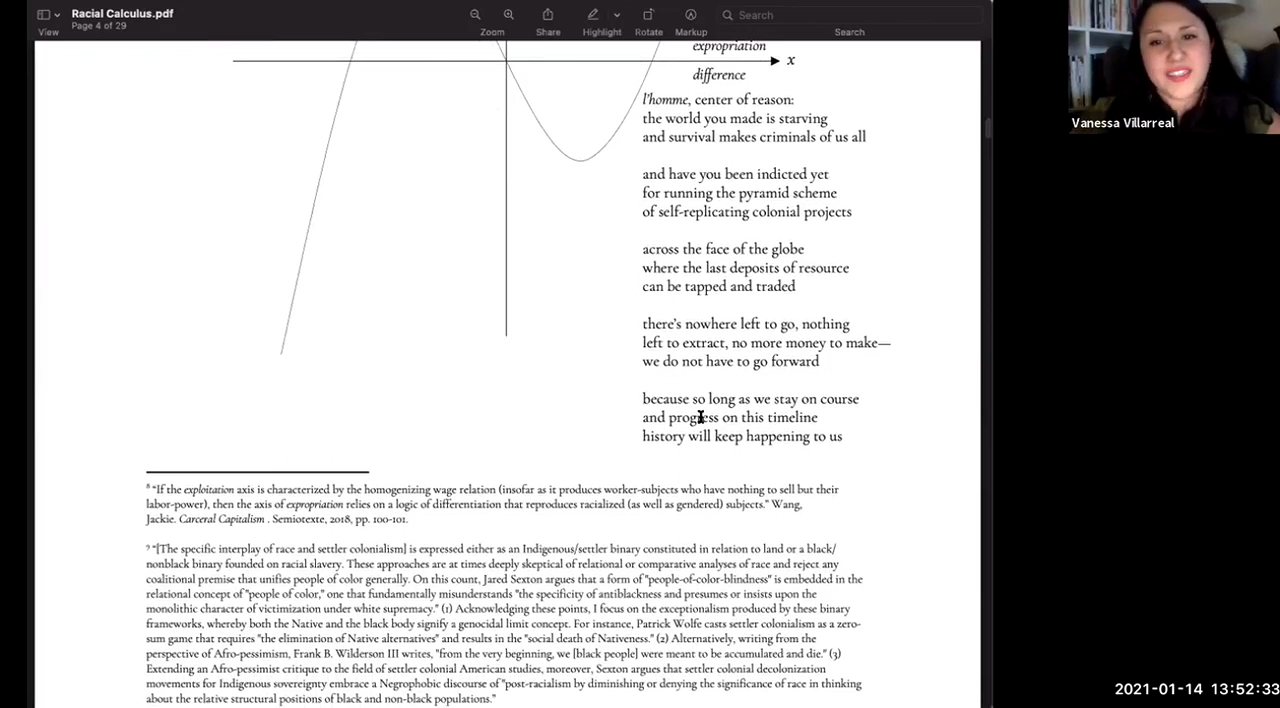 Racial Calculus.pdf
Page 4 of 29
View
Zoom
Share
Highlight
Rotate
Markup
Search
Search
Vanessa Villarreal
expropriation
x
difference
l'homme, center of reason:
the world you made is starving
and survival makes criminals of us all
and have you been indicted yet
for running the pyramid scheme
of self-replicating colonial projects
across the face of the globe
where the last deposits of resource
can be tapped and traded
there's nowhere left to go, nothing
left to extract, no more money to make—
we do not have to go forward
because so long as we stay on course
and progress on this timeline
history will keep happening to us
8 "If the exploitation axis is characterized by the homogenizing wage relation (insofar as it produces worker-subjects who have nothing to sell but their
labor-power), then the axis of expropriation relies on a logic of differentiation that reproduces racialized (as well as gendered) subjects." Wang,
Jackie. Carceral Capitalism . Semiotexte, 2018, pp. 100-101.
9 "[The specific interplay of race and settler colonialism] is expressed either as an Indigenous/settler binary constituted in relation to land or a black/
nonblack binary founded on racial slavery. These approaches are at times deeply skeptical of relational or comparative analyses of race and reject any
coalitional premise that unifies people of color generally. On this count, Jared Sexton argues that a form of "people-of-color-blindness" is embedded in the
relational concept of "people of color," one that fundamentally misunderstands "the specificity of antiblackness and presumes or insists upon the
monolithic character of victimization under white supremacy." (1) Acknowledging these points, I focus on the exceptionalism produced by these binary
frameworks, whereby both the Native and the black body signify a genocidal limit concept. For instance, Patrick Wolfe casts settler colonialism as a zero-
sum game that requires "the elimination of Native alternatives" and results in the "social death of Nativeness." (2) Alternatively, writing from the
perspective of Afro-pessimism, Frank B. Wilderson III writes, "from the very beginning, we [black people] were meant to be accumulated and die." (3)
Extending an Afro-pessimist critique to the field of settler colonial American studies, moreover, Sexton argues that settler colonial decolonization
movements for Indigenous sovereignty embrace a Negrophobic discourse of "post-racialism by diminishing or denying the significance of race in thinking
about the relative structural positions of black and non-black populations."
2021-01-14 13:52:33